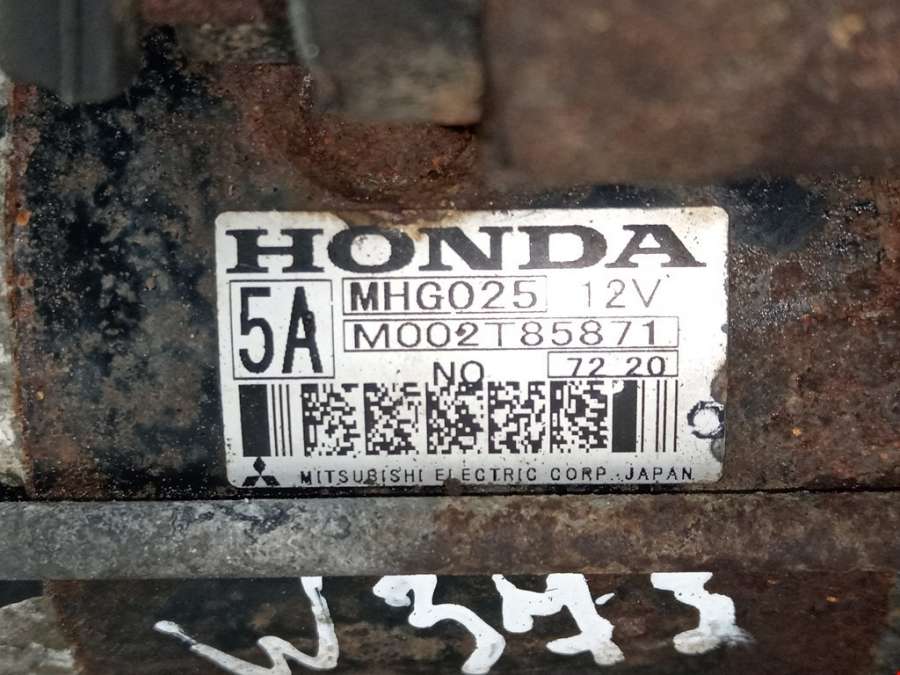 HONDA
5A
MHG025 12V
M002T85871
NO 72 20
MITSUBISHI ELECTRIC CORP. JAPAN